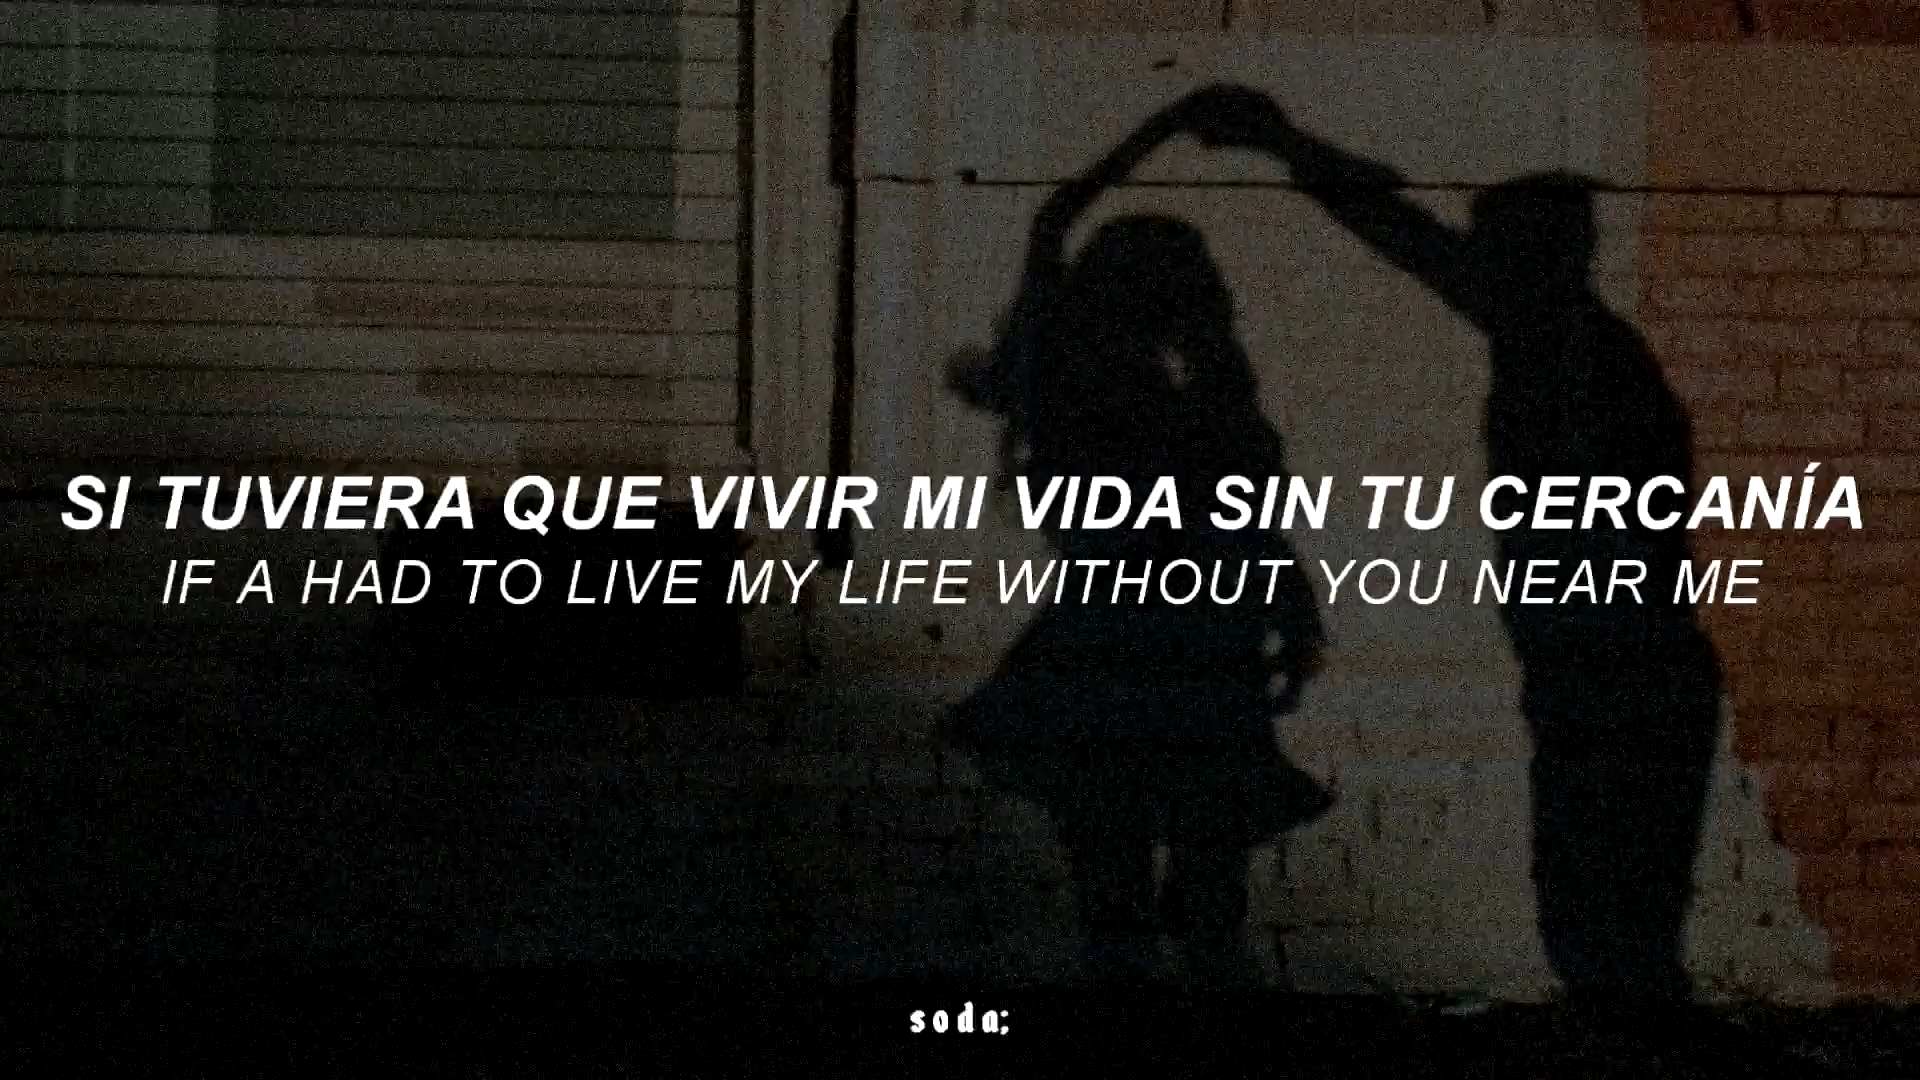 SI TUVIERA QUE VIVIR MI VIDA SIN TU CERCANÍA
IF A HAD TO LIVE MY LIFE WITHOUT YOU NEAR ME
soda;